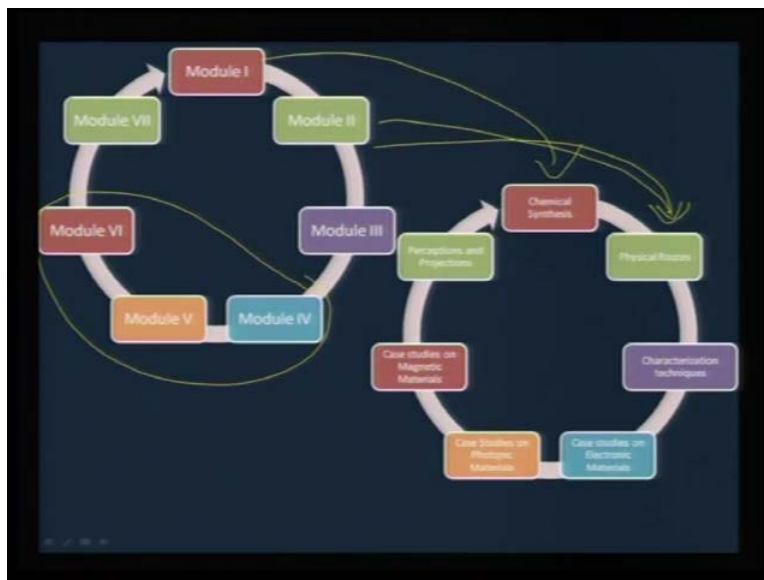 Module I
Module II
Module III
Module IV
Module V
Module VI
Module VII
Chemical
Synthesis
Physical Routes
Characterization
techniques
Case studies on
Electronic
Materials
Case Studies on
Photonic
Materials
Case studies on
Magnetic
Materials
Perceptions and
Projections